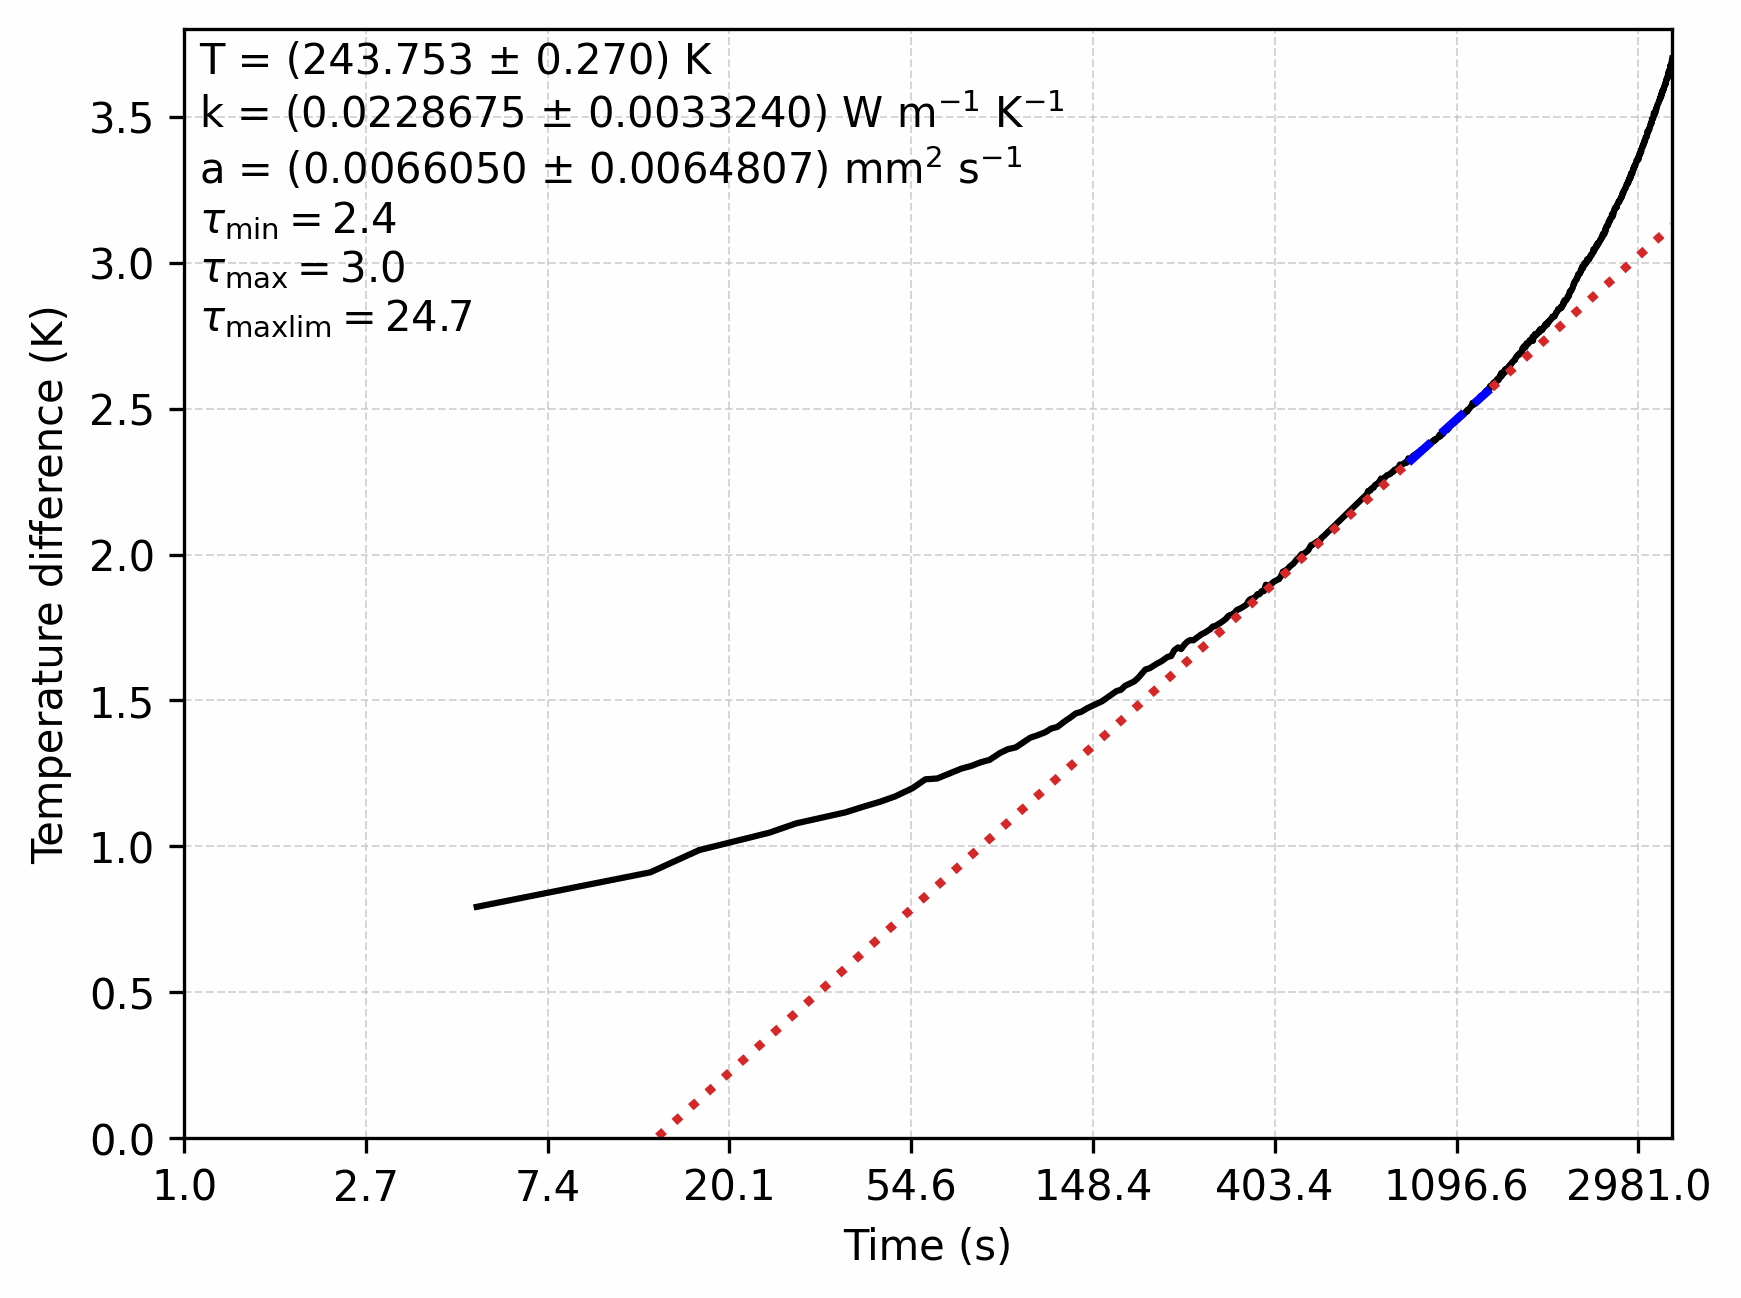 T = (243.753 ± 0.270) K
k = (0.0228675 ± 0.0033240) W m⁻¹ K⁻¹
a = (0.0066050 ± 0.0064807) mm² s⁻¹
τmin = 2.4
τmax = 3.0
τmaxlim = 24.7
Temperature difference (K)
3.5
3.0
2.5
2.0
1.5
1.0
0.5
0.0
1.0 2.7 7.4 20.1 54.6 148.4 403.4 1096.6 2981.0
Time (s)